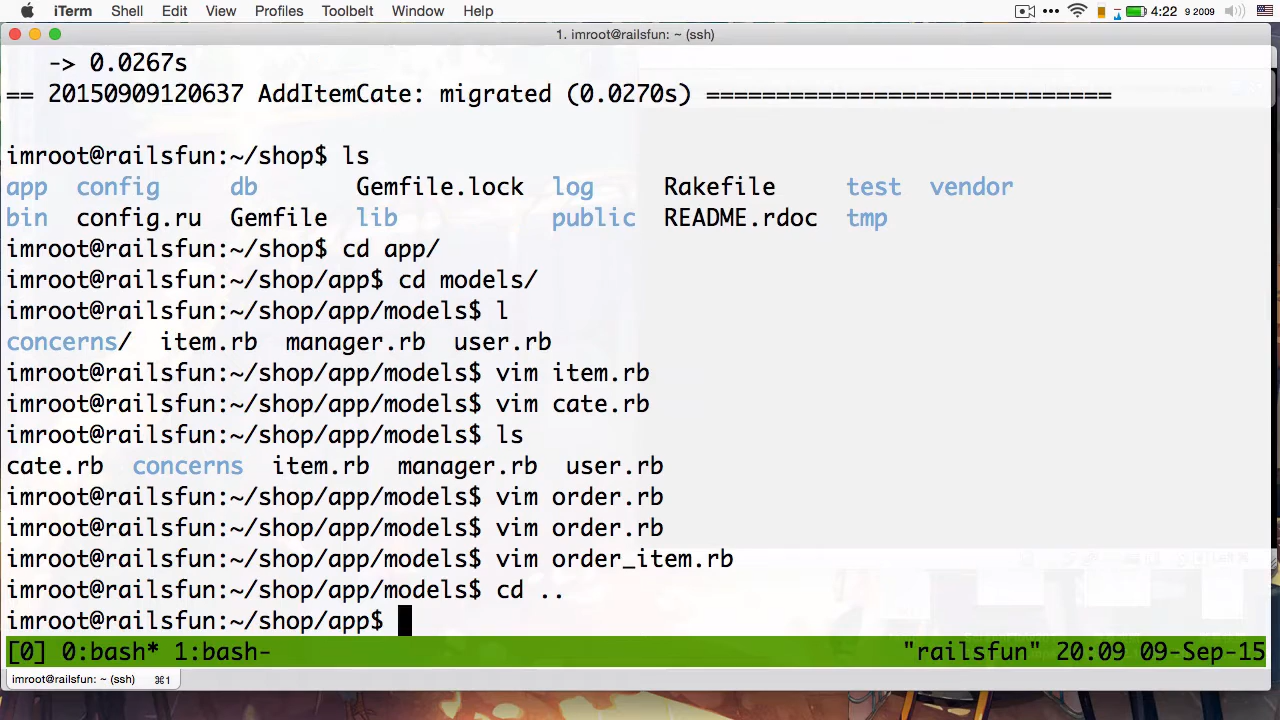 iTerm Shell Edit View Profiles Toolbelt Window Help 4:22 9 2009
1. imroot@railsfun: ~ (ssh)
-> 0.0267s
== 20150909120637 AddItemCate: migrated (0.0270s) =============================
imroot@railsfun:~/shop$ ls
app config db Gemfile.lock log Rakefile test vendor
bin config.ru Gemfile lib public README.rdoc tmp
imroot@railsfun:~/shop$ cd app/
imroot@railsfun:~/shop/app$ cd models/
imroot@railsfun:~/shop/app/models$ l
concerns/ item.rb manager.rb user.rb
imroot@railsfun:~/shop/app/models$ vim item.rb
imroot@railsfun:~/shop/app/models$ vim cate.rb
imroot@railsfun:~/shop/app/models$ ls
cate.rb concerns item.rb manager.rb user.rb
imroot@railsfun:~/shop/app/models$ vim order.rb
imroot@railsfun:~/shop/app/models$ vim order.rb
imroot@railsfun:~/shop/app/models$ vim order_item.rb
imroot@railsfun:~/shop/app/models$ cd ..
imroot@railsfun:~/shop/app$
[0] 0:bash* 1:bash- "railsfun" 20:09 09-Sep-15
imroot@railsfun: ~ (ssh) ⌘1